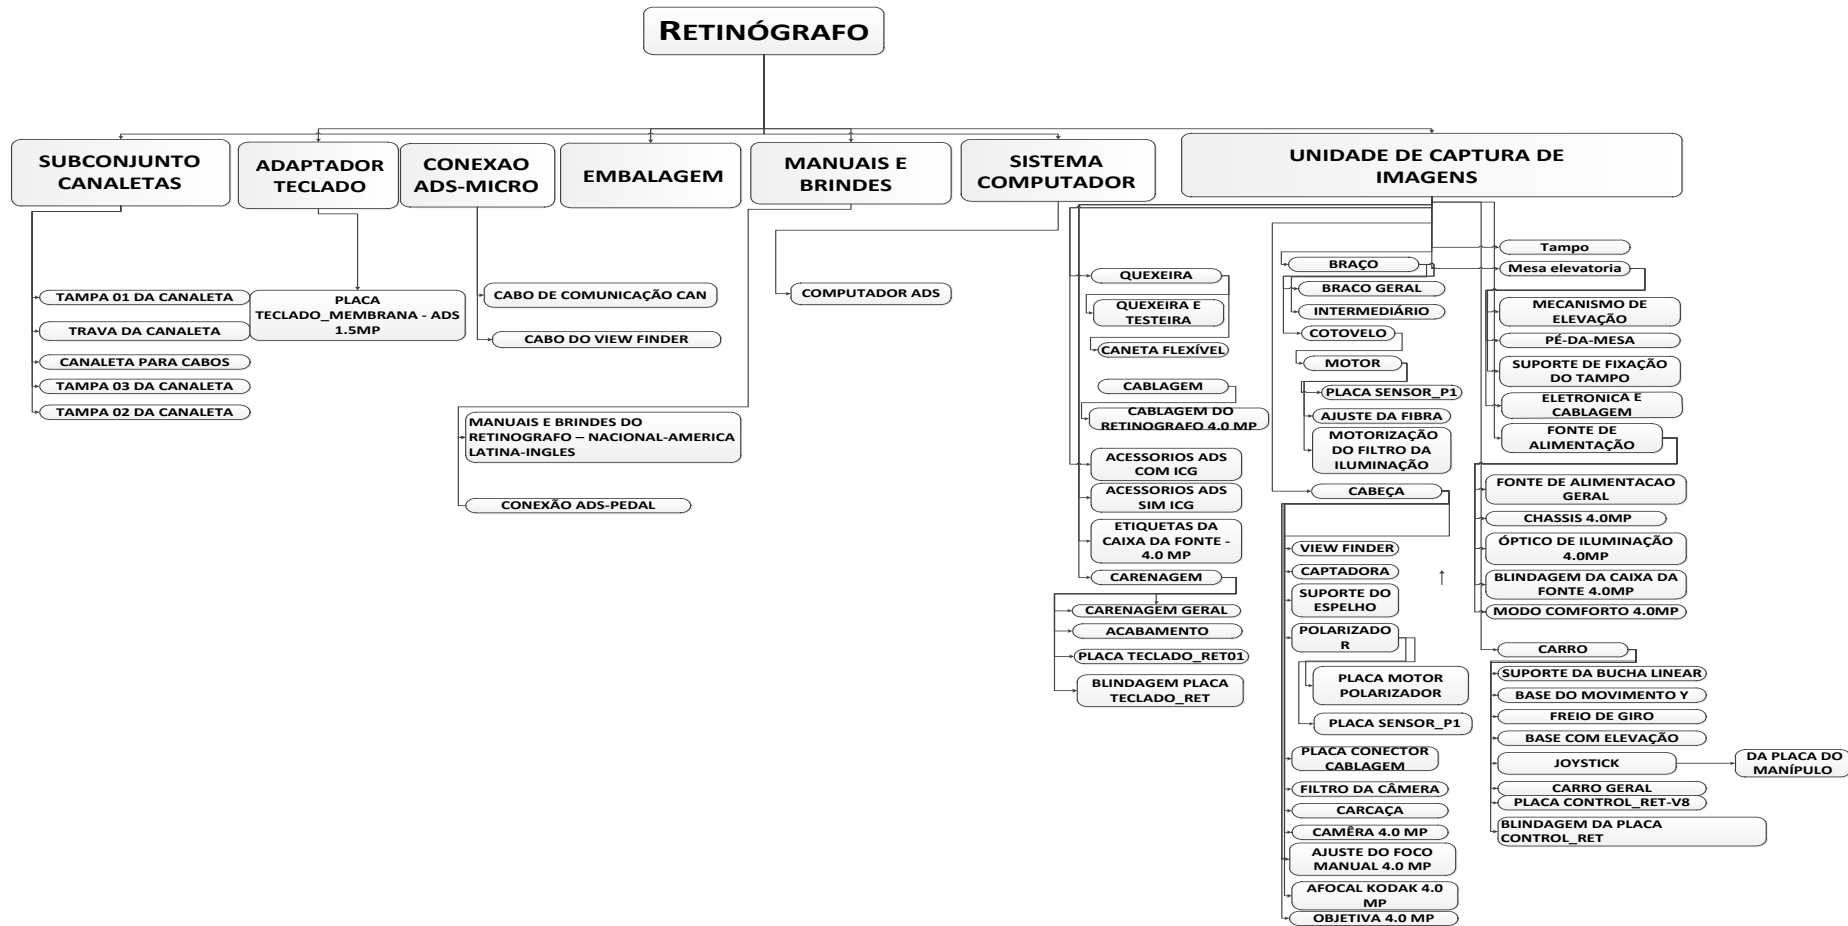 RETINÓGRAFO
SUBCONJUNTO
CANALETAS
TAMPA 01 DA CANALETA
TRAVA DA CANALETA
CANALETA PARA CABOS
TAMPA 03 DA CANALETA
TAMPA 02 DA CANALETA
ADAPTADOR
TECLADO
PLACA
TECLADO_MEMBRANA - ADS
1.5MP
CONEXAO
ADS-MICRO
CABO DE COMUNICAÇÃO CAN
CABO DO VIEW FINDER
EMBALAGEM
MANUAIS E
BRINDES
MANUAIS E BRINDES DO
RETINOGRAFO – NACIONAL-AMERICA
LATINA-INGLES
CONEXÃO ADS-PEDAL
SISTEMA
COMPUTADOR
COMPUTADOR ADS
UNIDADE DE CAPTURA DE
IMAGENS
QUEXEIRA
QUEXEIRA E
TESTEIRA
CANETA FLEXÍVEL
CABLAGEM
CABLAGEM DO
RETINOGRAFO 4.0 MP
ACESSORIOS ADS
COM ICG
ACESSORIOS ADS
SIM ICG
ETIQUETAS DA
CAIXA DA FONTE -
4.0 MP
CARENAGEM
CARENAGEM GERAL
ACABAMENTO
PLACA TECLADO_RET01
BLINDAGEM PLACA
TECLADO_RET
BRAÇO
BRACO GERAL
INTERMEDIÁRIO
COTOVELO
MOTOR
PLACA SENSOR_P1
AJUSTE DA FIBRA
MOTORIZAÇÃO
DO FILTRO DA
ILUMINAÇÃO
CABEÇA
VIEW FINDER
CAPTADORA
SUPORTE DO
ESPELHO
POLARIZADO
R
PLACA MOTOR
POLARIZADOR
PLACA SENSOR_P1
PLACA CONECTOR
CABLAGEM
FILTRO DA CÂMERA
CARCAÇA
CAMÊRA 4.0 MP
AJUSTE DO FOCO
MANUAL 4.0 MP
AFOCAL KODAK 4.0
MP
OBJETIVA 4.0 MP
Tampo
Mesa elevatoria
MECANISMO DE
ELEVAÇÃO
PÉ-DA-MESA
SUPORTE DE FIXAÇÃO
DO TAMPO
ELETRONICA E
CABLAGEM
FONTE DE
ALIMENTAÇÃO
FONTE DE ALIMENTACAO
GERAL
CHASSIS 4.0MP
ÓPTICO DE ILUMINAÇÃO
4.0MP
BLINDAGEM DA CAIXA DA
FONTE 4.0MP
MODO COMFORTO 4.0MP
CARRO
SUPORTE DA BUCHA LINEAR
BASE DO MOVIMENTO Y
FREIO DE GIRO
BASE COM ELEVAÇÃO
JOYSTICK
DA PLACA DO
MANÍPULO
CARRO GERAL
PLACA CONTROL_RET-V8
BLINDAGEM DA PLACA
CONTROL_RET